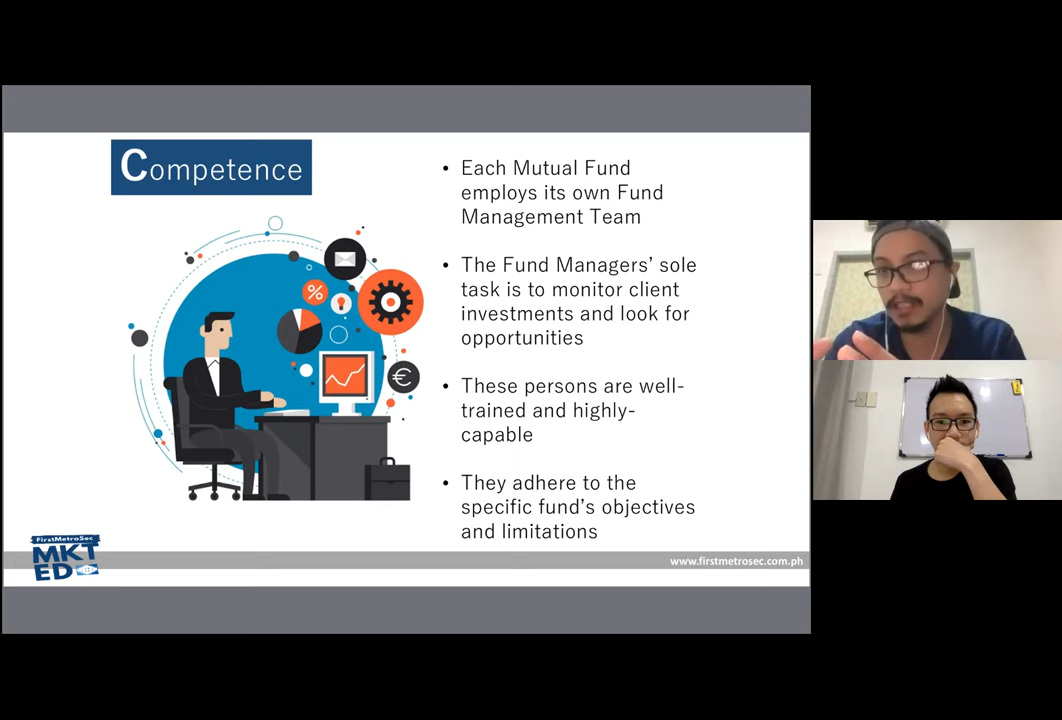 Competence
• Each Mutual Fund
employs its own Fund
Management Team
• The Fund Managers’ sole
task is to monitor client
investments and look for
opportunities
• These persons are well-
trained and highly-
capable
• They adhere to the
specific fund’s objectives
and limitations
%
€
FirstMetroSec
MKT
ED
www.firstmetrosec.com.ph